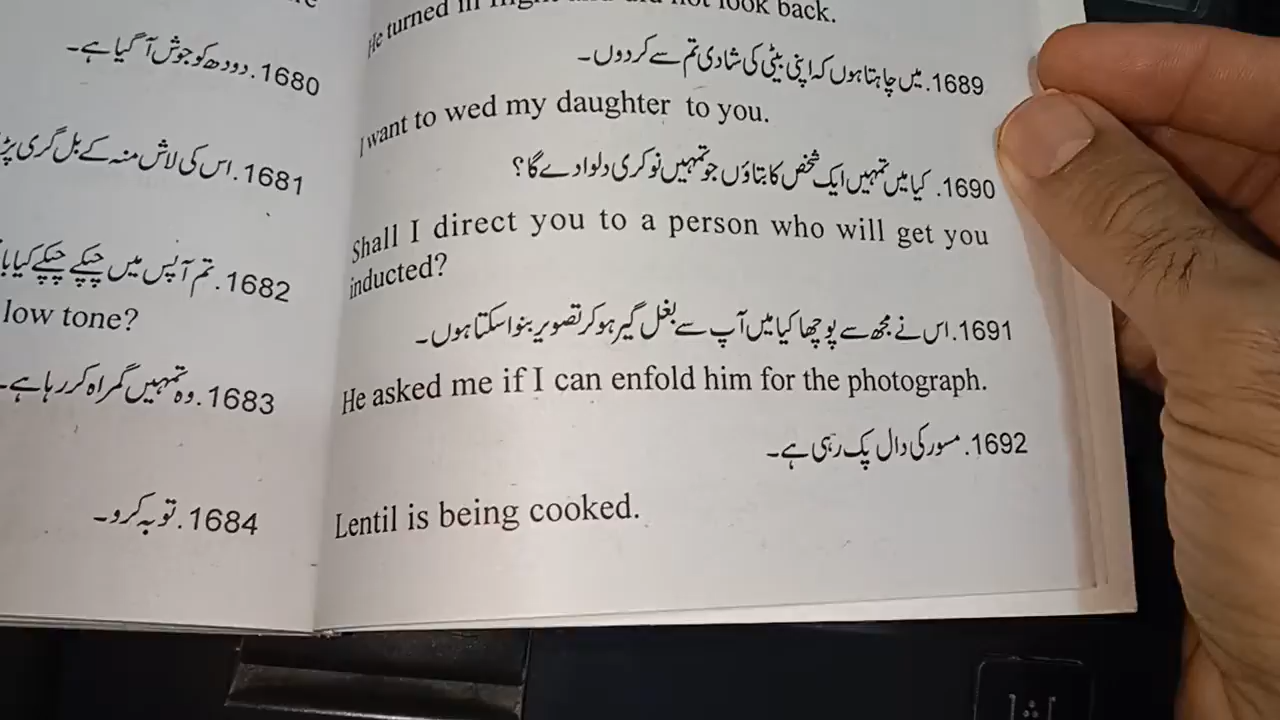 1680. دودھ کو جوش آ گیا ہے۔
1681. اس کی لاش منہ کے بل گری
1682. تم آپس میں چپکے چپکے کیا
low tone?
1683. وہ تمہیں گمراہ کر رہا ہے۔
1684. توبہ کرو۔
He turned in not look back.
1689. میں چاہتا ہوں کہ اپنی بیٹی کی شادی تم سے کر دوں۔
I want to wed my daughter to you.
1690. کیا میں تمہیں ایک شخص کا بتاؤں جو تمہیں نوکری دلوا دے گا؟
Shall I direct you to a person who will get you
inducted?
1691. اس نے مجھ سے پوچھا کیا میں آپ سے بغل گیر ہو کر تصویر بنوا سکتا ہوں۔
He asked me if I can enfold him for the photograph.
1692. مسور کی دال پک رہی ہے۔
Lentil is being cooked.